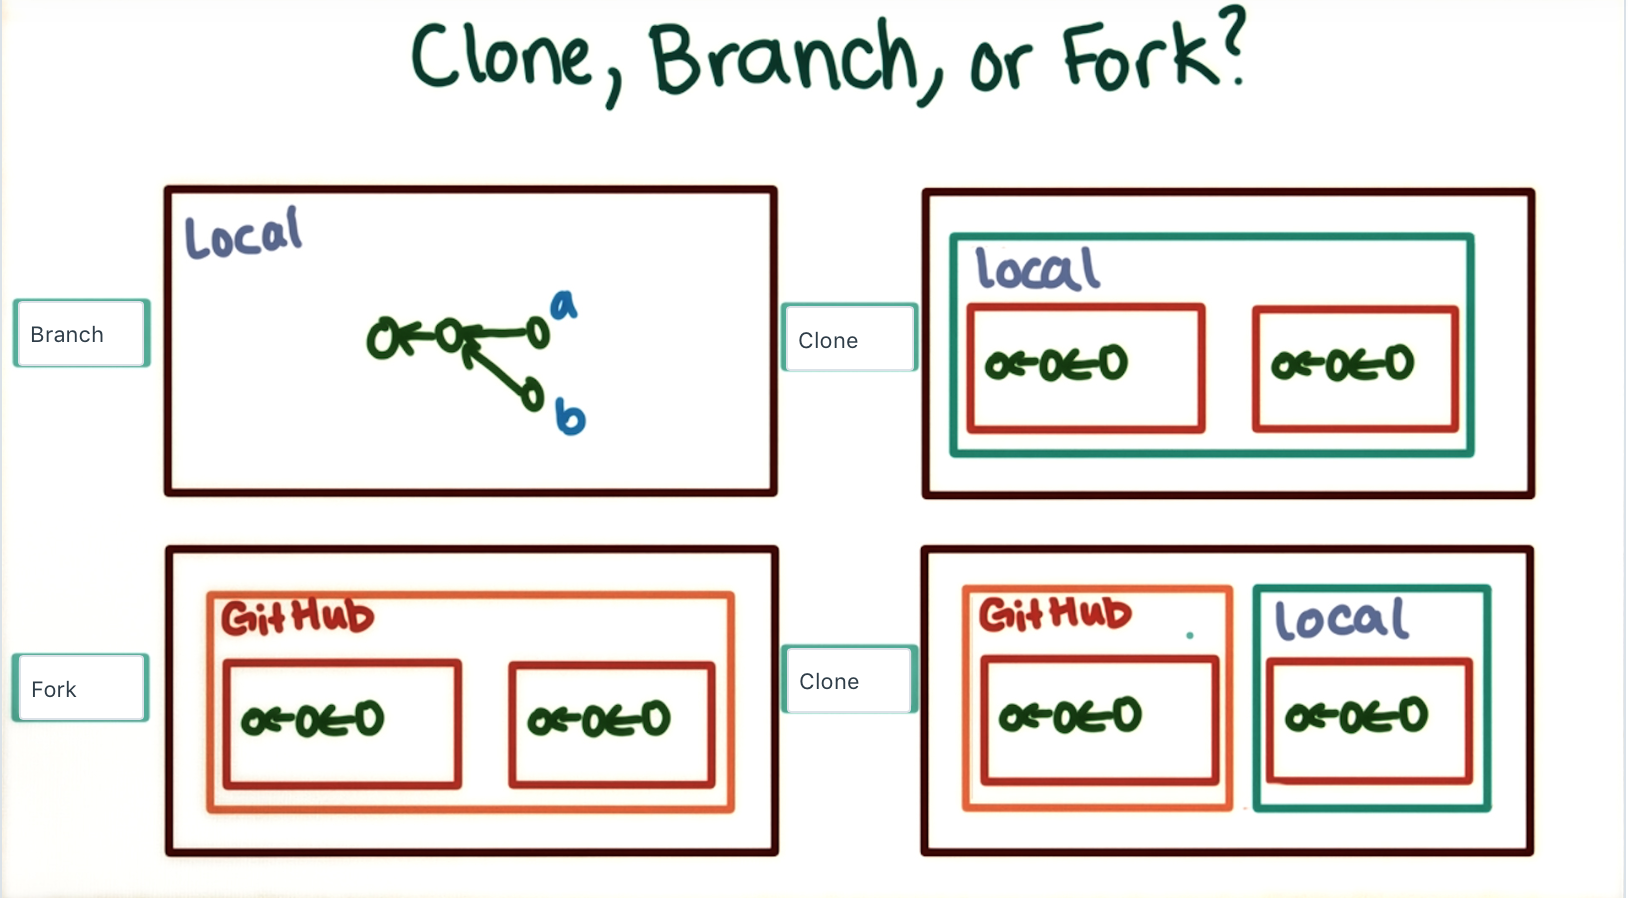 Clone, Branch, or Fork?
Local
a
b
Branch
local
Clone
GitHub
Fork
GitHub
local
Clone